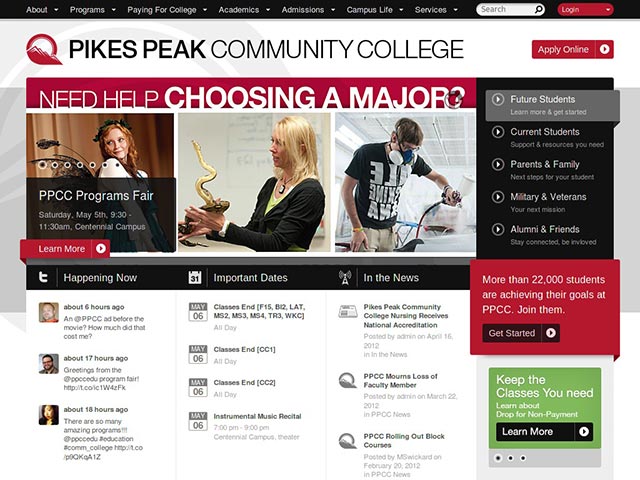 About
Programs
Paying For College
Academics
Admissions
Campus Life
Services
Search
Login
PIKES PEAK COMMUNITY COLLEGE
Apply Online
NEED HELP CHOOSING A MAJOR?
PPCC Programs Fair
Saturday, May 5th, 9:30 -
11:30am, Centennial Campus
Learn More
Future Students
Learn more & get started
Current Students
Support & resources you need
Parents & Family
Next steps for your student
Military & Veterans
Your next mission
Alumni & Friends
Stay connected, be invloved
More than 22,000 students
are achieving their goals at
PPCC. Join them.
Get Started
Happening Now
about 6 hours ago
An @PPCC ad before the
movie? How much did that
cost me?
about 17 hours ago
Greetings from the
@ppccedu program fair!
http://t.co/ic1W4zFk
about 18 hours ago
There are so many
amazing programs!!!
@ppccedu #education
#comm_college http://t.co
/p9QKqA1Z
31
Important Dates
MAY
06
Classes End [F15, BI2, LAT,
MS2, MS3, MS4, TR3, WKC]
All Day
MAY
06
Classes End [CC1]
All Day
MAY
06
Classes End [CC2]
All Day
MAY
06
Instrumental Music Recital
7:00 pm - 9:00 pm
Centennial Campus, theater
In the News
Pikes Peak Community
College Nursing Receives
National Accreditation
Posted by admin on April 16,
2012
in In the News
PPCC Mourns Loss of
Faculty Member
Posted by admin on March 22,
2012
in PPCC News
PPCC Rolling Out Block
Courses
Posted by MSwickard on
February 20, 2012 in
PPCC News
Keep the
Classes You need
Learn about
Drop for Non-Payment
Learn More